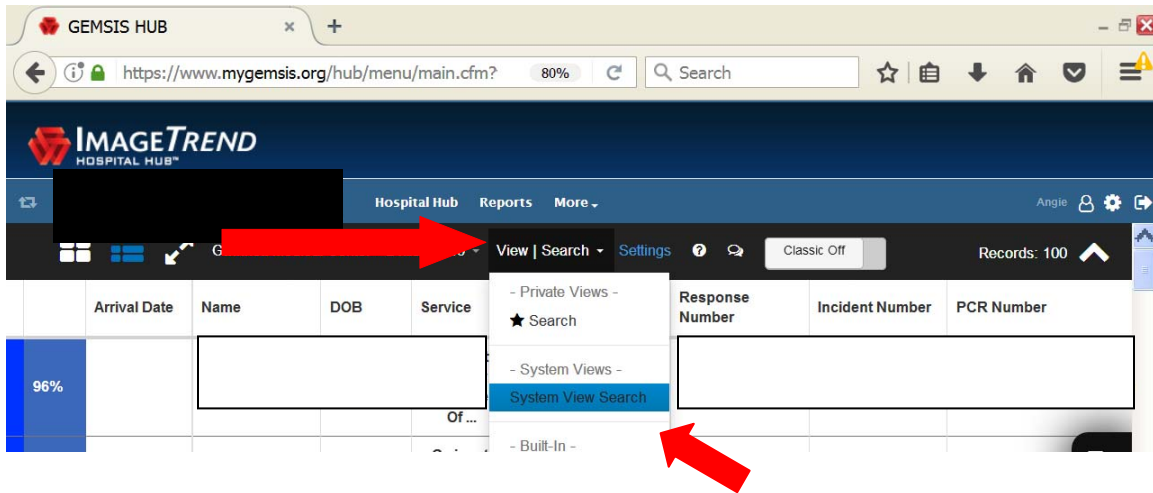 GEMSIS HUB
https://www.mygemsis.org/hub/menu/main.cfm? 80% Search
IMAGETREND
HOSPITAL HUB™
Hospital Hub Reports More Angie
View | Search Settings Classic Off Records: 100
Arrival Date Name DOB Service Response Number Incident Number PCR Number
- Private Views -
★ Search
- System Views -
System View Search
96%
Of ...
- Built-In -